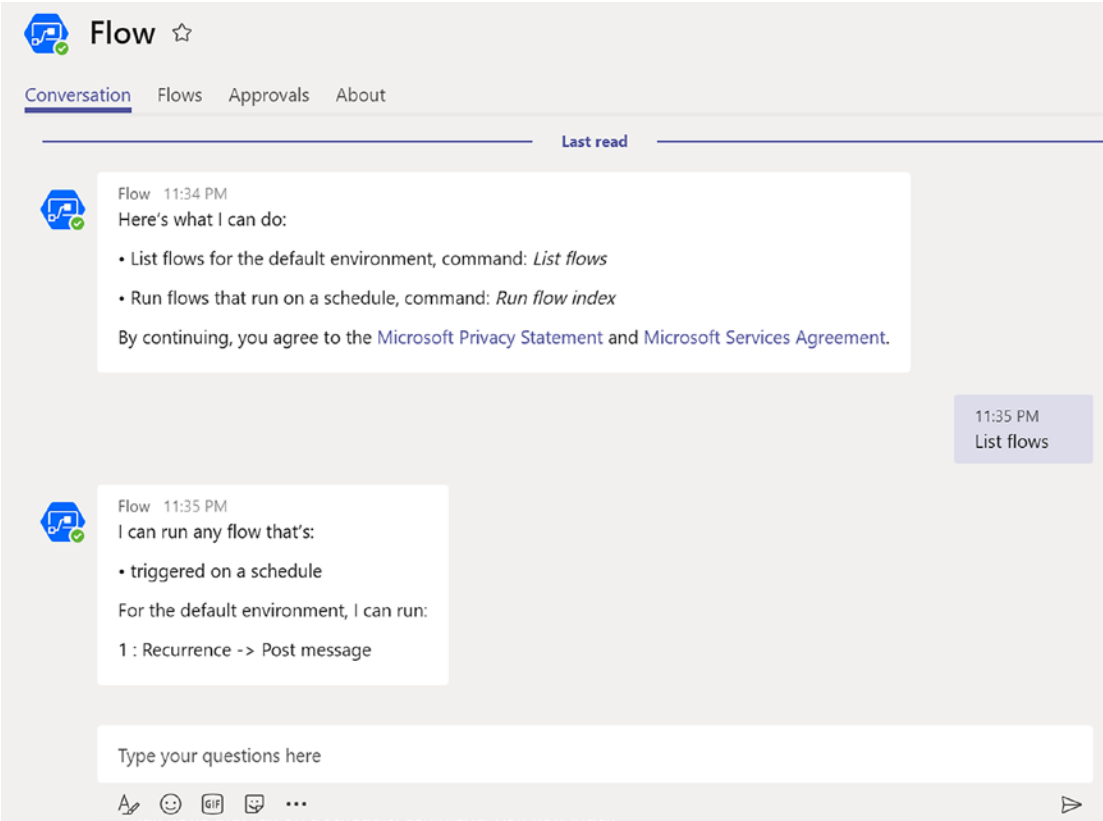 Flow
Conversation Flows Approvals About
Last read
Flow 11:34 PM
Here's what I can do:
• List flows for the default environment, command: List flows
• Run flows that run on a schedule, command: Run flow index
By continuing, you agree to the Microsoft Privacy Statement and Microsoft Services Agreement.
11:35 PM
List flows
Flow 11:35 PM
I can run any flow that's:
• triggered on a schedule
For the default environment, I can run:
1 : Recurrence -> Post message
Type your questions here
GIF